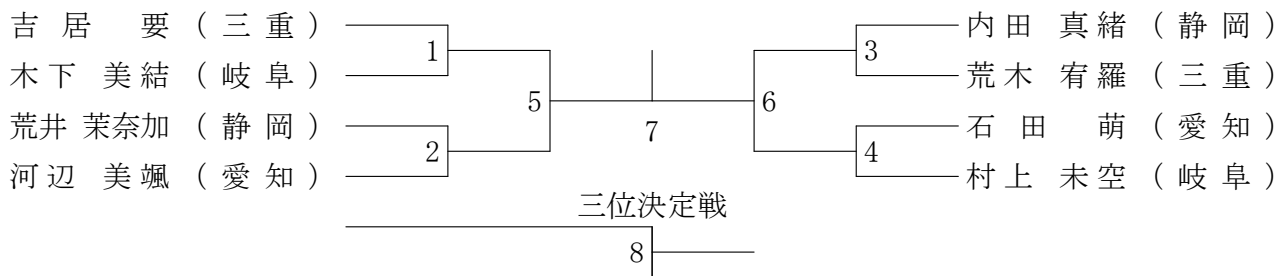 吉居 要 (三重)
木下 美結 (岐阜)
荒井 茉奈加 (静岡)
河辺 美颯 (愛知)
1
2
5
7
6
3
4
内田 真緒 (静岡)
荒木 宥羅 (三重)
石田 萌 (愛知)
村上 未空 (岐阜)
三位決定戦
8